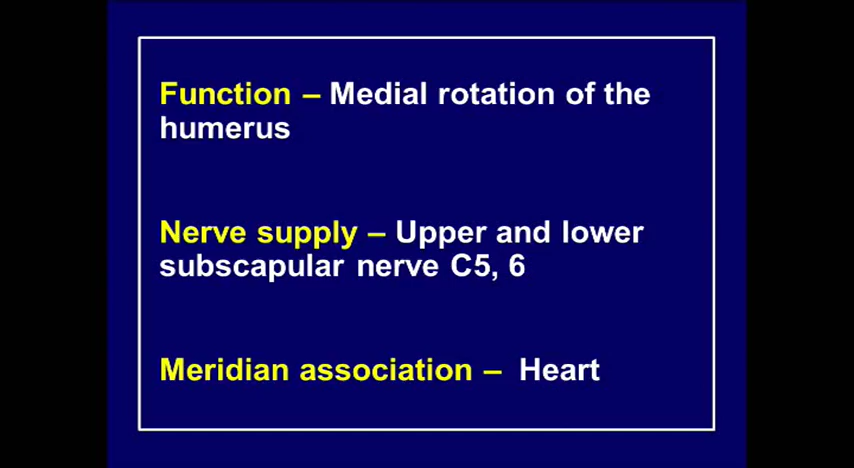 Function – Medial rotation of the
humerus
Nerve supply – Upper and lower
subscapular nerve C5, 6
Meridian association – Heart